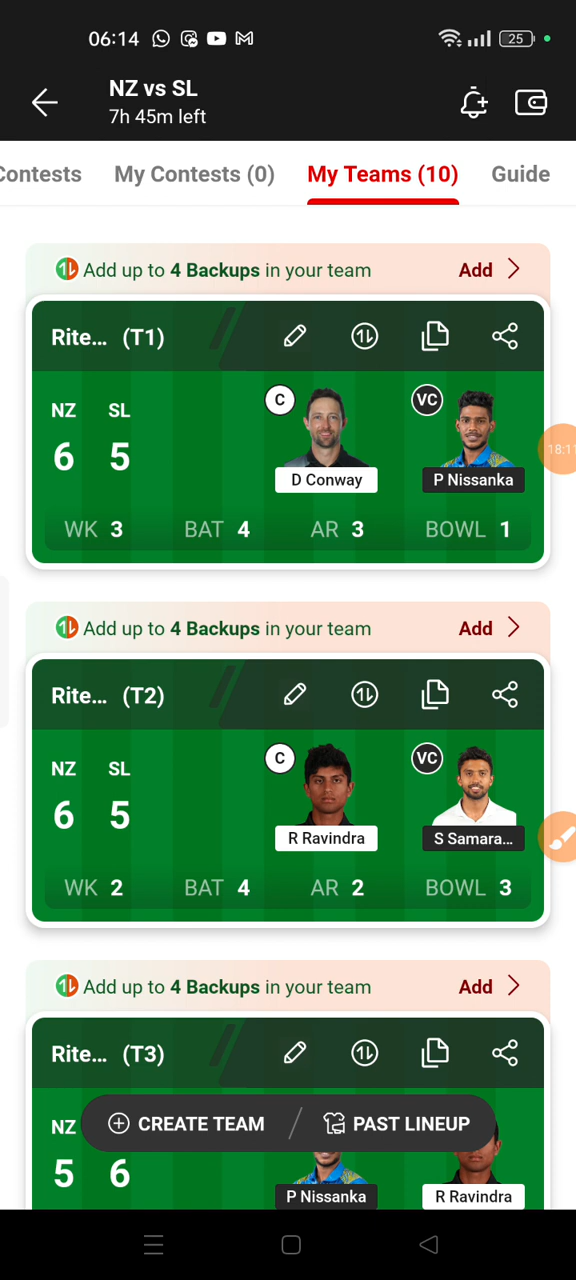 06:14
25
NZ vs SL
7h 45m left
Contests My Contests (0) My Teams (10) Guide
Add up to 4 Backups in your team Add
Rite... (T1)
C VC
NZ SL
6 5
D Conway P Nissanka
WK 3 BAT 4 AR 3 BOWL 1
18:11
Add up to 4 Backups in your team Add
Rite... (T2)
C VC
NZ SL
6 5
R Ravindra S Samara...
WK 2 BAT 4 AR 2 BOWL 3
Add up to 4 Backups in your team Add
Rite... (T3)
NZ
CREATE TEAM / PAST LINEUP
5 6
P Nissanka R Ravindra